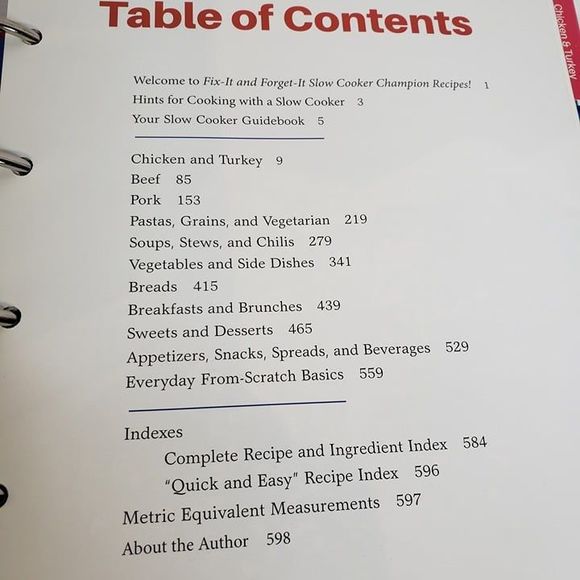 Table of Contents
Chicken & Turkey
Welcome to Fix-It and Forget-It Slow Cooker Champion Recipes! 1
Hints for Cooking with a Slow Cooker 3
Your Slow Cooker Guidebook 5
Chicken and Turkey 9
Beef 85
Pork 153
Pastas, Grains, and Vegetarian 219
Soups, Stews, and Chilis 279
Vegetables and Side Dishes 341
Breads 415
Breakfasts and Brunches 439
Sweets and Desserts 465
Appetizers, Snacks, Spreads, and Beverages 529
Everyday From-Scratch Basics 559
Indexes
Complete Recipe and Ingredient Index 584
“Quick and Easy” Recipe Index 596
Metric Equivalent Measurements 597
About the Author 598